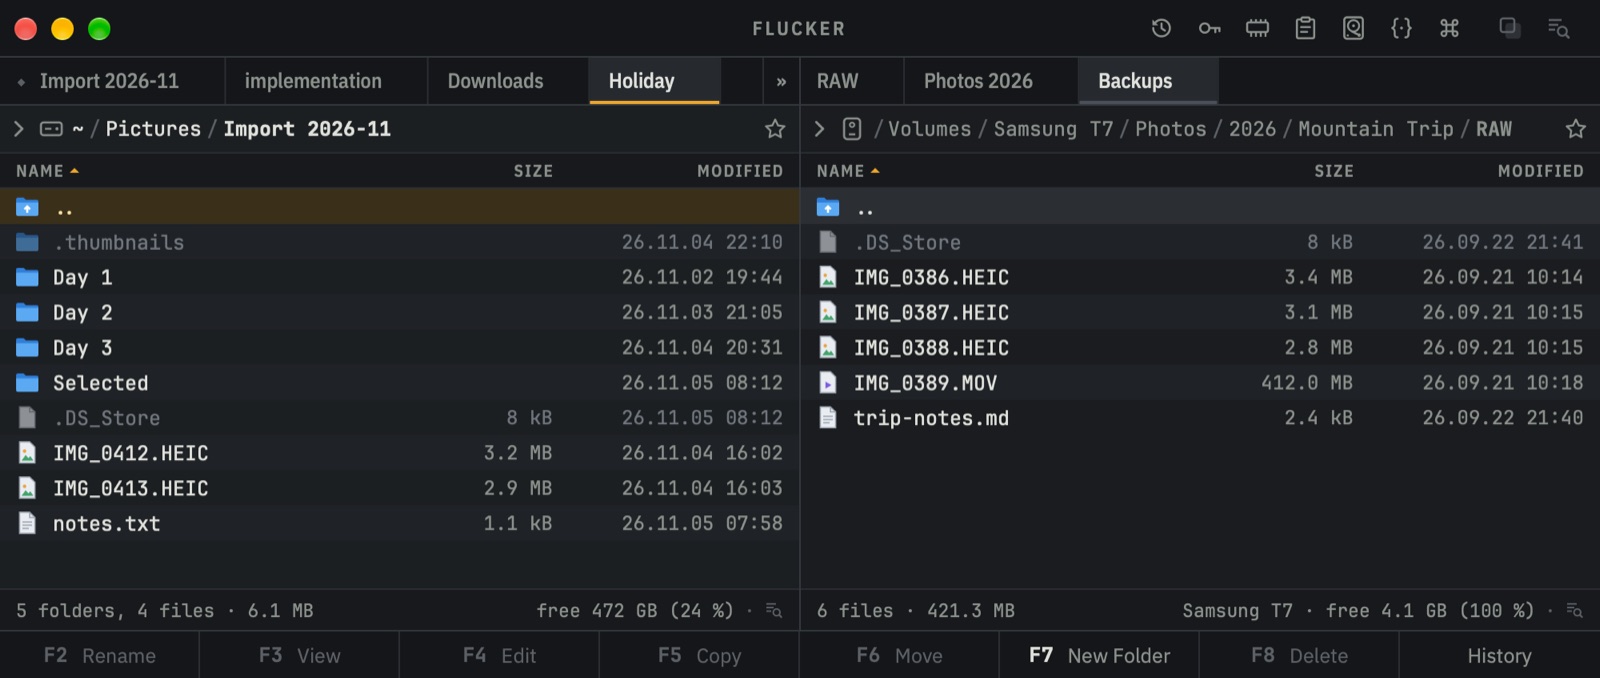 FLUCKER
Import 2026-11 implementation Downloads Holiday »
RAW Photos 2026 Backups
~ / Pictures / Import 2026-11
/ Volumes / Samsung T7 / Photos / 2026 / Mountain Trip / RAW
NAME SIZE MODIFIED
..
.thumbnails 26.11.04 22:10
Day 1 26.11.02 19:44
Day 2 26.11.03 21:05
Day 3 26.11.04 20:31
Selected 26.11.05 08:12
.DS_Store 8 kB 26.11.05 08:12
IMG_0412.HEIC 3.2 MB 26.11.04 16:02
IMG_0413.HEIC 2.9 MB 26.11.04 16:03
notes.txt 1.1 kB 26.11.05 07:58
5 folders, 4 files · 6.1 MB free 472 GB (24 %) ·
NAME SIZE MODIFIED
..
.DS_Store 8 kB 26.09.22 21:41
IMG_0386.HEIC 3.4 MB 26.09.21 10:14
IMG_0387.HEIC 3.1 MB 26.09.21 10:15
IMG_0388.HEIC 2.8 MB 26.09.21 10:15
IMG_0389.MOV 412.0 MB 26.09.21 10:18
trip-notes.md 2.4 kB 26.09.22 21:40
6 files · 421.3 MB Samsung T7 · free 4.1 GB (100 %) ·
F2 Rename F3 View F4 Edit F5 Copy F6 Move F7 New Folder F8 Delete History